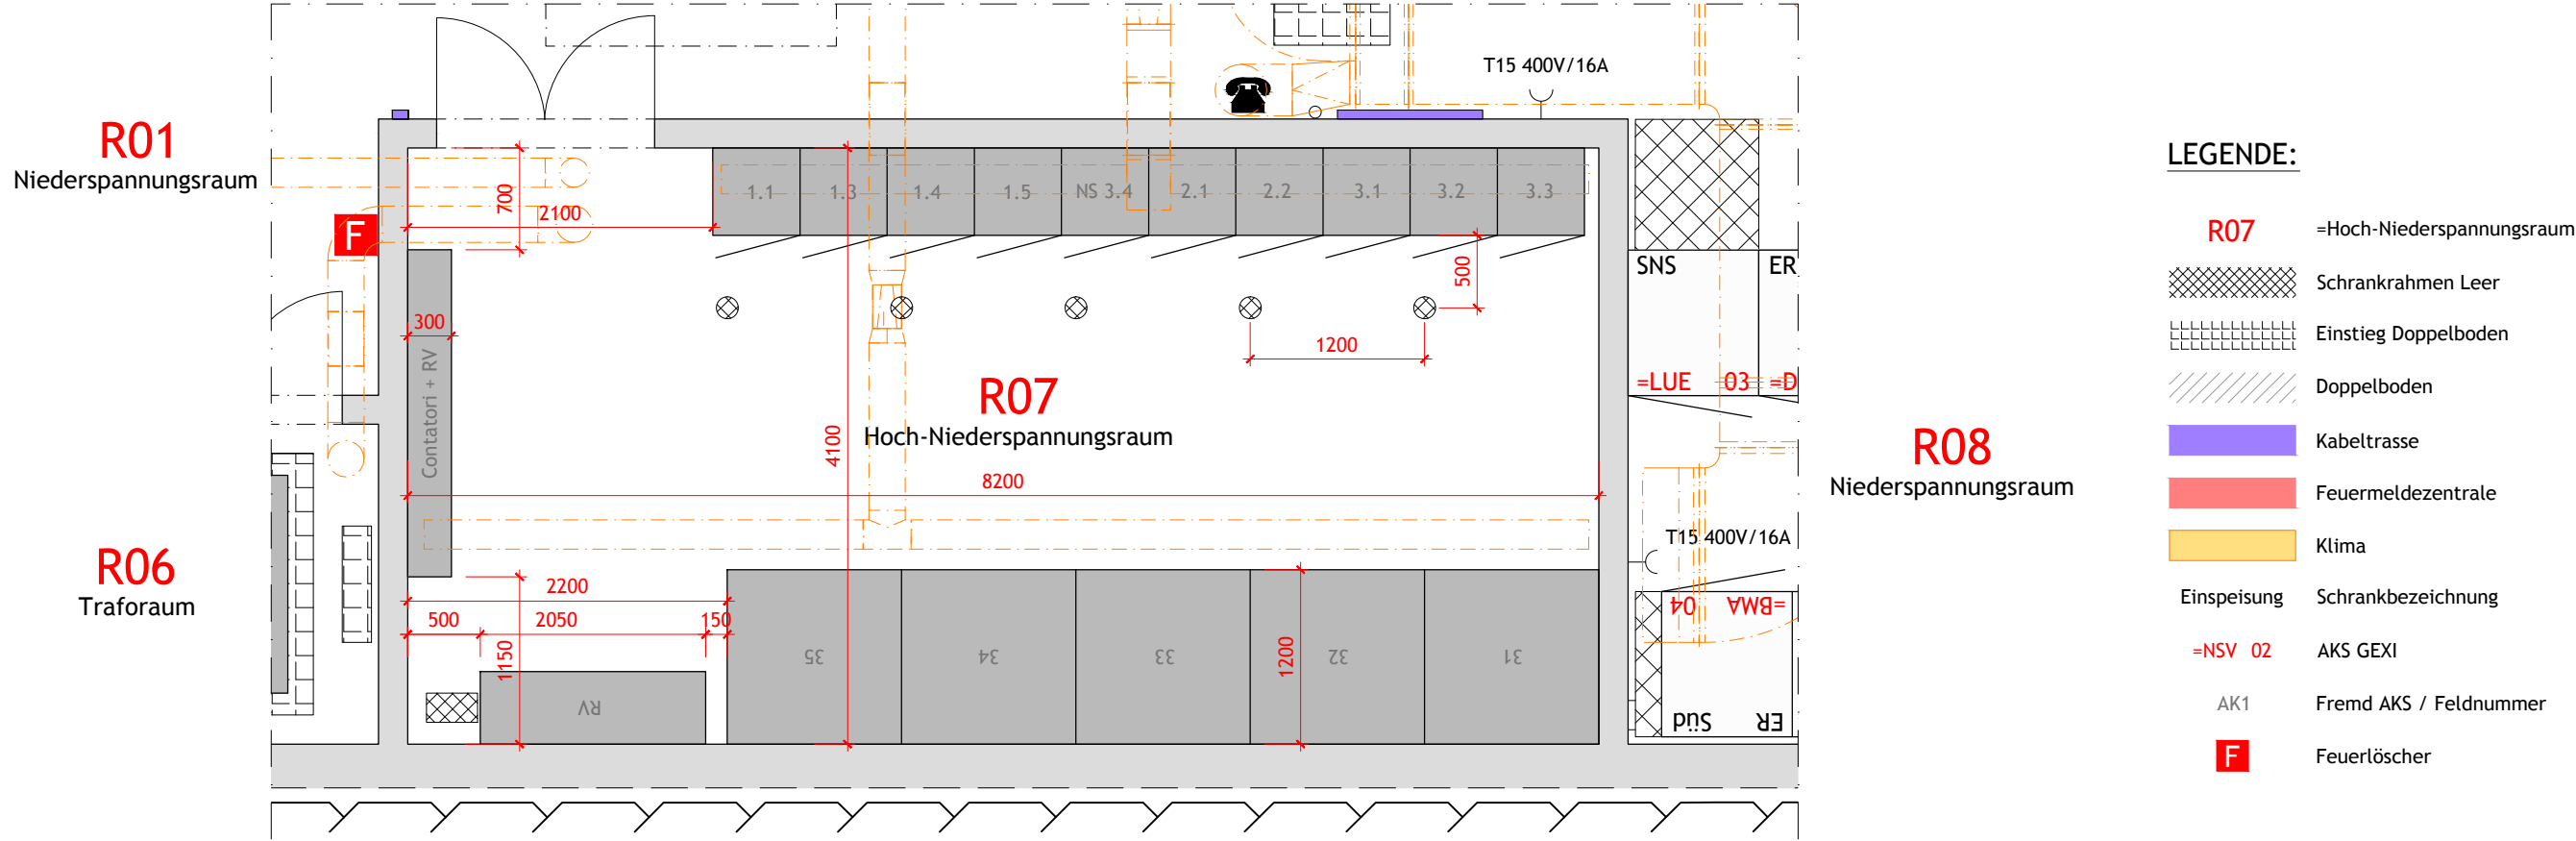 T15 400V/16A
R01
Niederspannungsraum
F
700
2100
1.1
1.3
1.4
1.5
NS 3.4
2.1
2.2
3.1
3.2
3.3
500
SNS
ER
=LUE 03
=D
300
Contatori + RV
1200
R07
Hoch-Niederspannungsraum
4100
8200
R08
Niederspannungsraum
T15 400V/16A
R06
Traforaum
2200
500
2050
150
1150
1200
35
34
33
32
31
RV
=BMA 04
ER Süd
LEGENDE:
R07 =Hoch-Niederspannungsraum
Schrankrahmen Leer
Einstieg Doppelboden
Doppelboden
Kabeltrasse
Feuermeldezentrale
Klima
Einspeisung Schrankbezeichnung
=NSV 02 AKS GEXI
AK1 Fremd AKS / Feldnummer
F Feuerlöscher